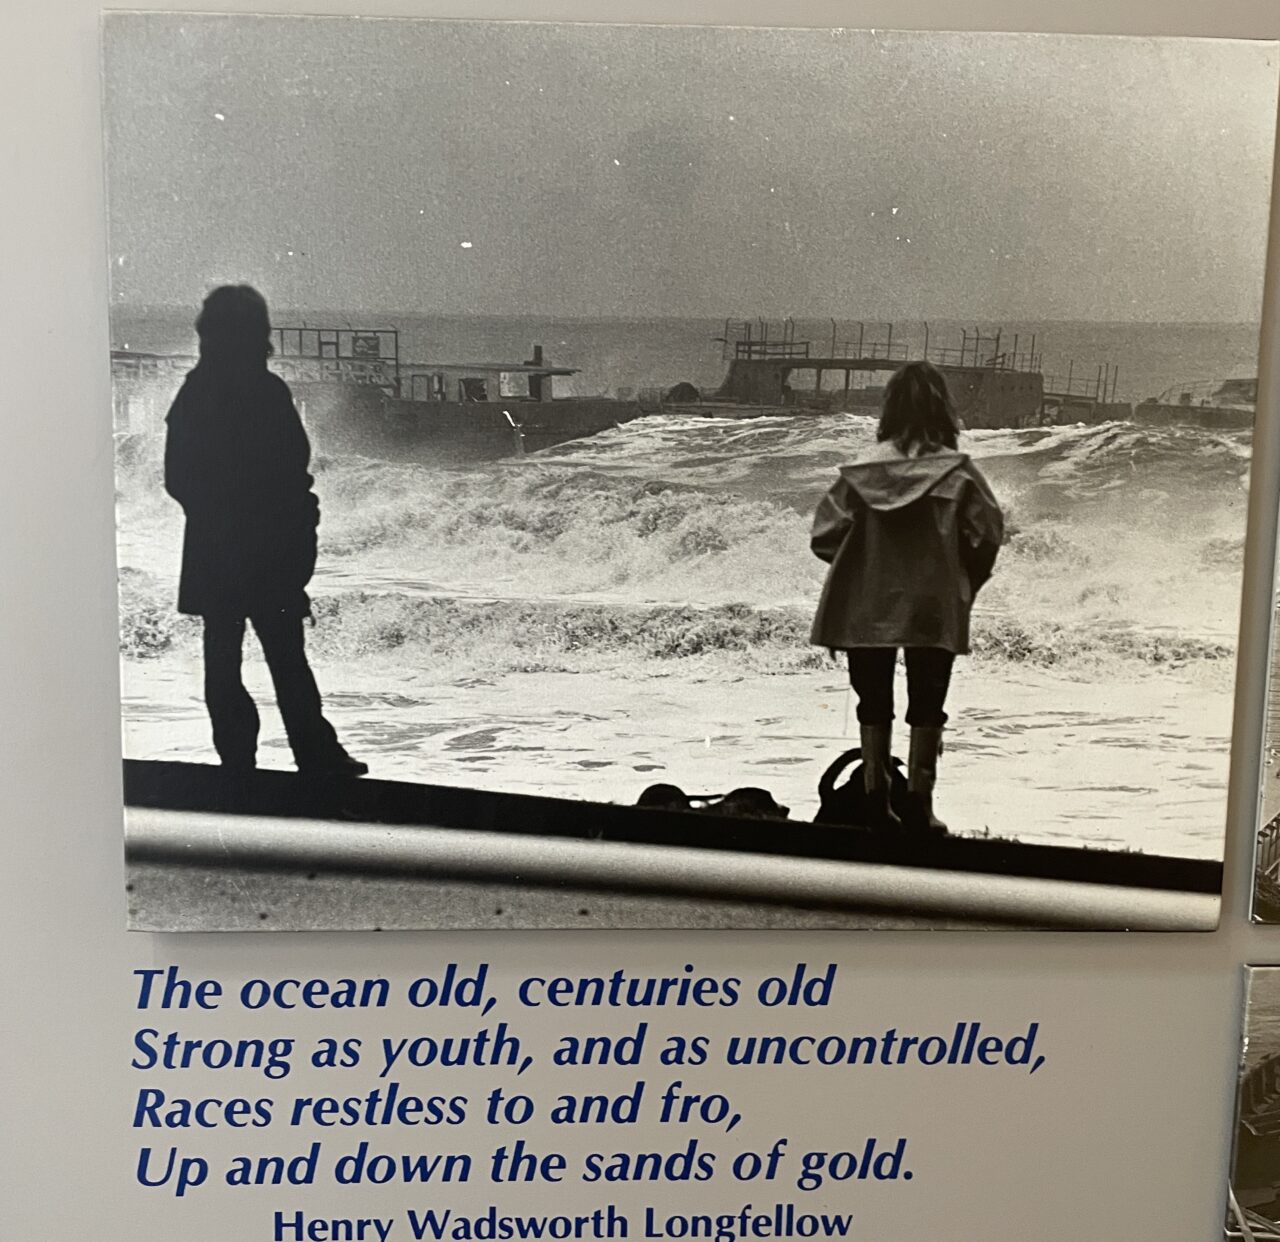 The ocean old, centuries old
Strong as youth, and as uncontrolled,
Races restless to and fro,
Up and down the sands of gold.
Henry Wadsworth Longfellow